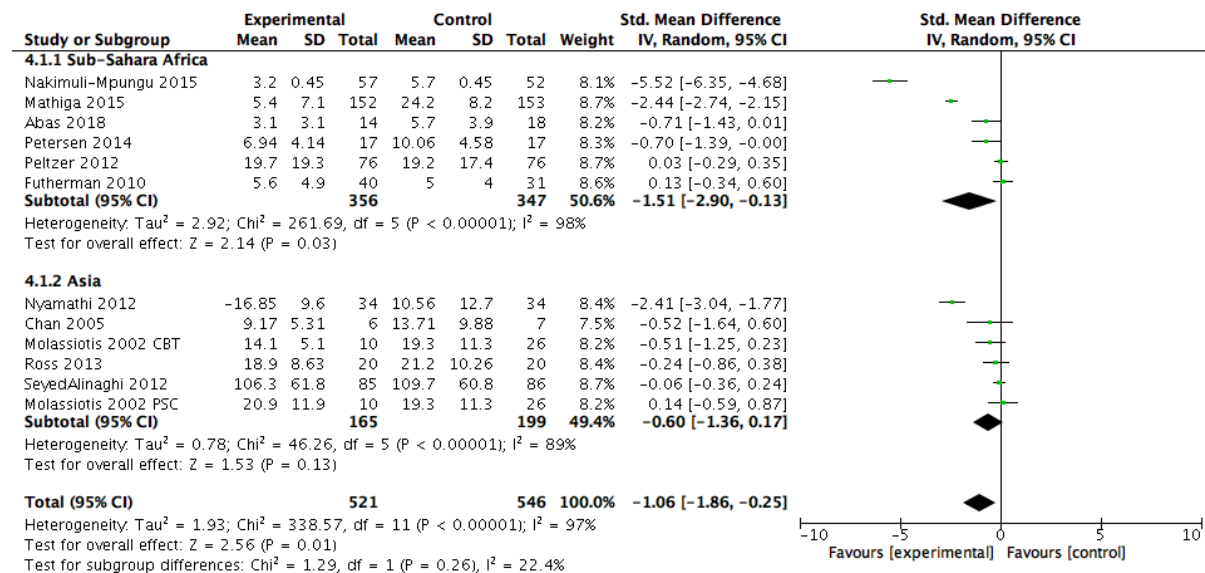 Experimental Control Std. Mean Difference Std. Mean Difference
Study or Subgroup Mean SD Total Mean SD Total Weight IV, Random, 95% CI IV, Random, 95% CI
4.1.1 Sub-Sahara Africa
Nakimuli-Mpungu 2015 3.2 0.45 57 5.7 0.45 52 8.1% -5.52 [-6.35, -4.68]
Mathiga 2015 5.4 7.1 152 24.2 8.2 153 8.7% -2.44 [-2.74, -2.15]
Abas 2018 3.1 3.1 14 5.7 3.9 18 8.2% -0.71 [-1.43, 0.01]
Petersen 2014 6.94 4.14 17 10.06 4.58 17 8.3% -0.70 [-1.39, -0.00]
Peltzer 2012 19.7 19.3 76 19.2 17.4 76 8.7% 0.03 [-0.29, 0.35]
Futherman 2010 5.6 4.9 40 5 4 31 8.6% 0.13 [-0.34, 0.60]
Subtotal (95% CI) 356 347 50.6% -1.51 [-2.90, -0.13]
Heterogeneity: Tau² = 2.92; Chi² = 261.69, df = 5 (P < 0.00001); I² = 98%
Test for overall effect: Z = 2.14 (P = 0.03)
4.1.2 Asia
Nyamathi 2012 -16.85 9.6 34 10.56 12.7 34 8.4% -2.41 [-3.04, -1.77]
Chan 2005 9.17 5.31 6 13.71 9.88 7 7.5% -0.52 [-1.64, 0.60]
Molassiotis 2002 CBT 14.1 5.1 10 19.3 11.3 26 8.2% -0.51 [-1.25, 0.23]
Ross 2013 18.9 8.63 20 21.2 10.26 20 8.4% -0.24 [-0.86, 0.38]
SeyedAlinaghi 2012 106.3 61.8 85 109.7 60.8 86 8.7% -0.06 [-0.36, 0.24]
Molassiotis 2002 PSC 20.9 11.9 10 19.3 11.3 26 8.2% 0.14 [-0.59, 0.87]
Subtotal (95% CI) 165 199 49.4% -0.60 [-1.36, 0.17]
Heterogeneity: Tau² = 0.78; Chi² = 46.26, df = 5 (P < 0.00001); I² = 89%
Test for overall effect: Z = 1.53 (P = 0.13)
Total (95% CI) 521 546 100.0% -1.06 [-1.86, -0.25]
Heterogeneity: Tau² = 1.93; Chi² = 338.57, df = 11 (P < 0.00001); I² = 97%
Test for overall effect: Z = 2.56 (P = 0.01)
Test for subgroup differences: Chi² = 1.29, df = 1 (P = 0.26), I² = 22.4%
-10 -5 0 5 10
Favours [experimental] Favours [control]